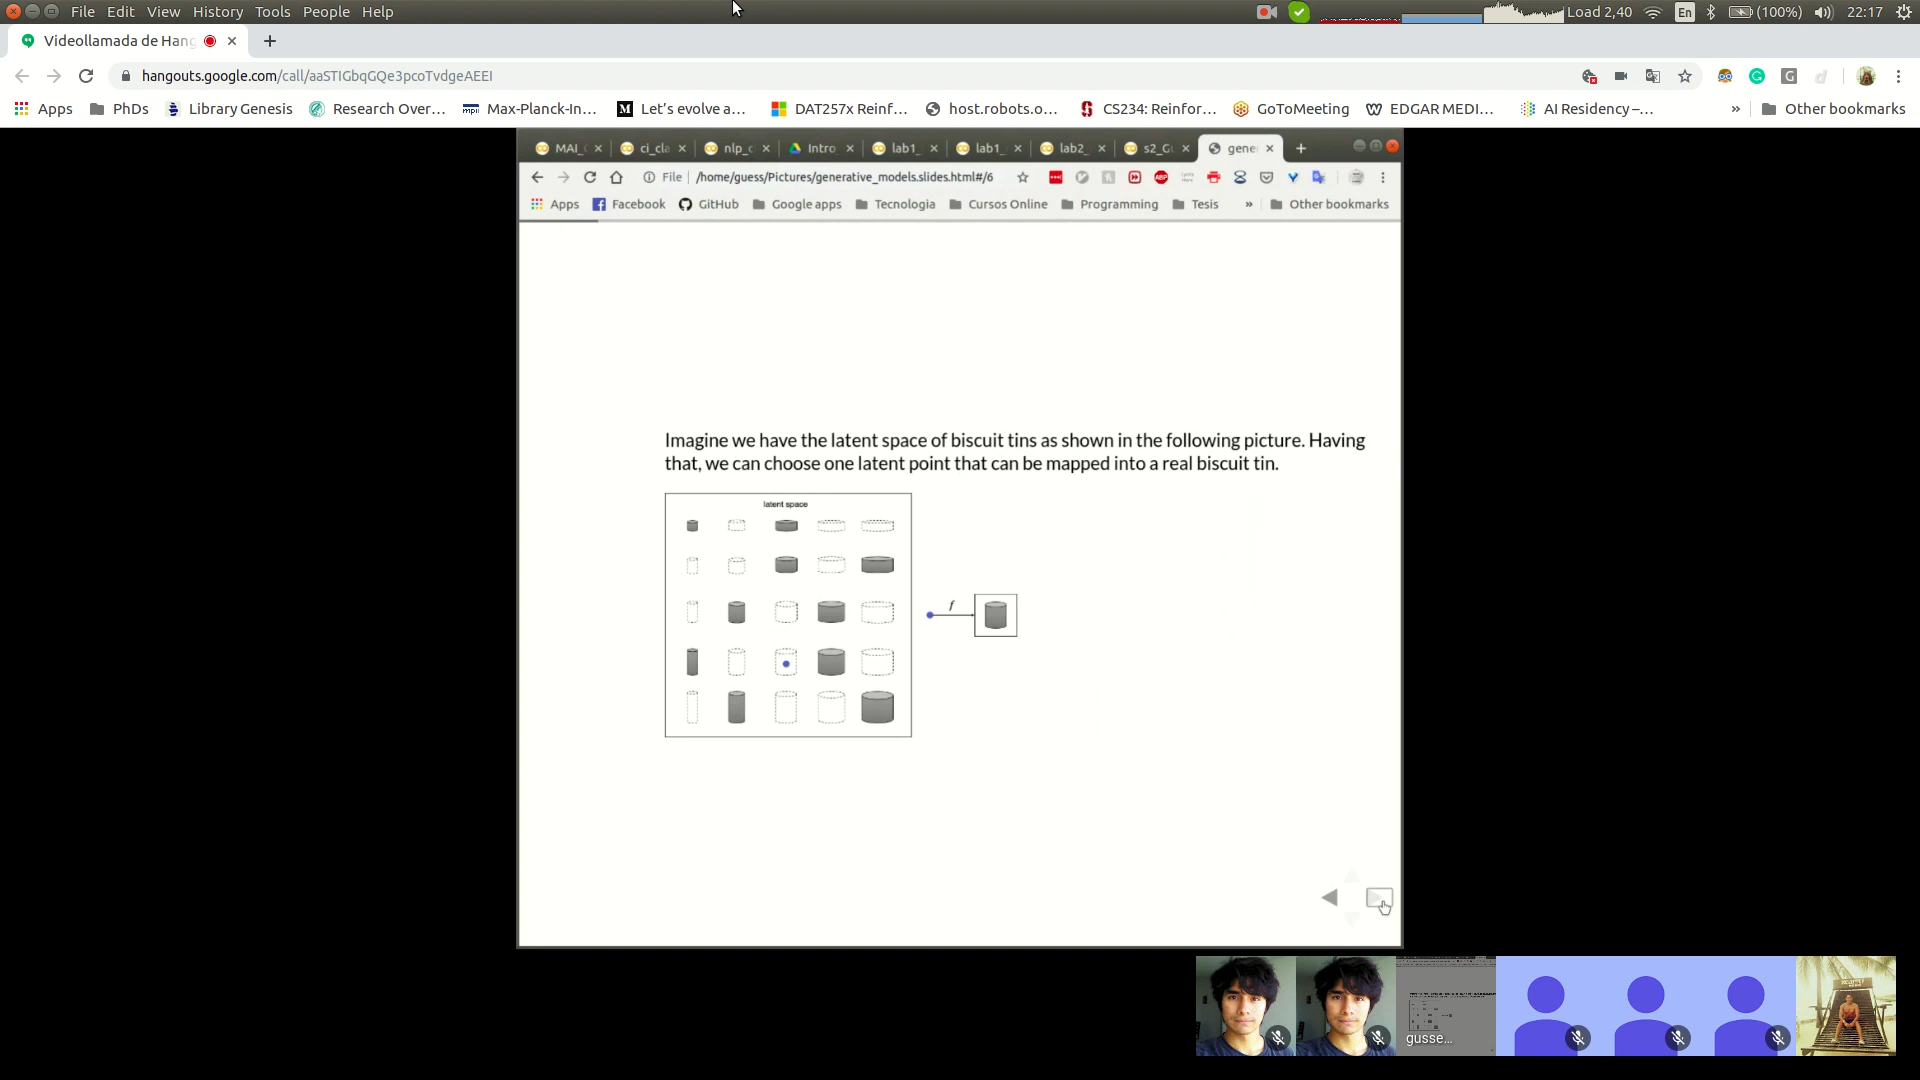 File Edit View History Tools People Help
Load 2,40 En (100%) 22:17
Videollamada de Hang
hangouts.google.com/call/aaSTIGbqGQe3pcoTvdgeAEEI
Apps PhDs Library Genesis Research Over... Max-Planck-In... Let's evolve a... DAT257x Reinf... host.robots.o... CS234: Reinfor... GoToMeeting EDGAR MEDI... AI Residency –... » Other bookmarks
MAI_ ci_cla nlp_c Intro lab1_ lab1_ lab2_ s2_G gene
File /home/guess/Pictures/generative_models.slides.html#/6
Apps Facebook GitHub Google apps Tecnologia Cursos Online Programming Tesis » Other bookmarks
Imagine we have the latent space of biscuit tins as shown in the following picture. Having
that, we can choose one latent point that can be mapped into a real biscuit tin.
latent space
f
gusse...